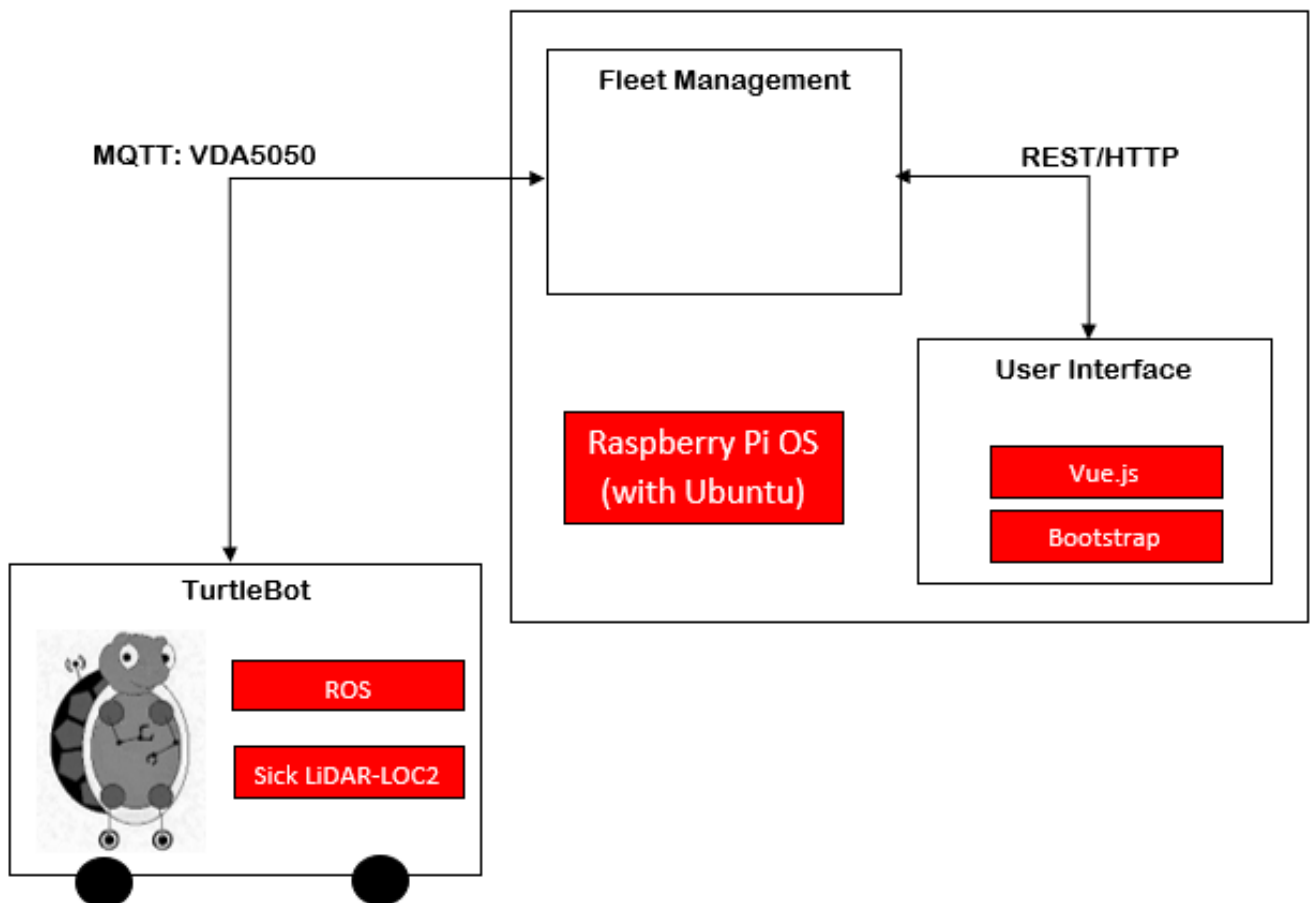 Fleet Management
MQTT: VDA5050
REST/HTTP
User Interface
Raspberry Pi OS
(with Ubuntu)
Vue.js
Bootstrap
TurtleBot
ROS
Sick LiDAR-LOC2